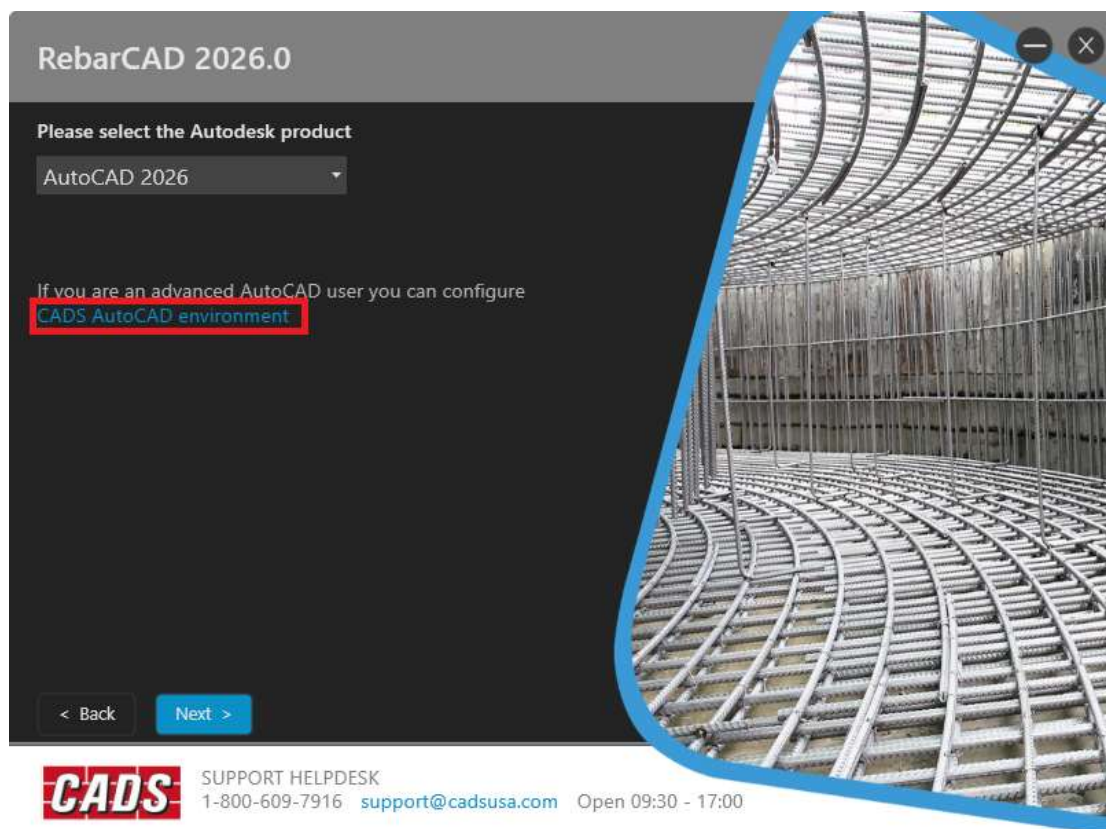 RebarCAD 2026.0
Please select the Autodesk product
AutoCAD 2026
If you are an advanced AutoCAD user you can configure
CADS AutoCAD environment
< Back
Next >
CADS
SUPPORT HELPDESK
1-800-609-7916 support@cadsusa.com Open 09:30 - 17:00